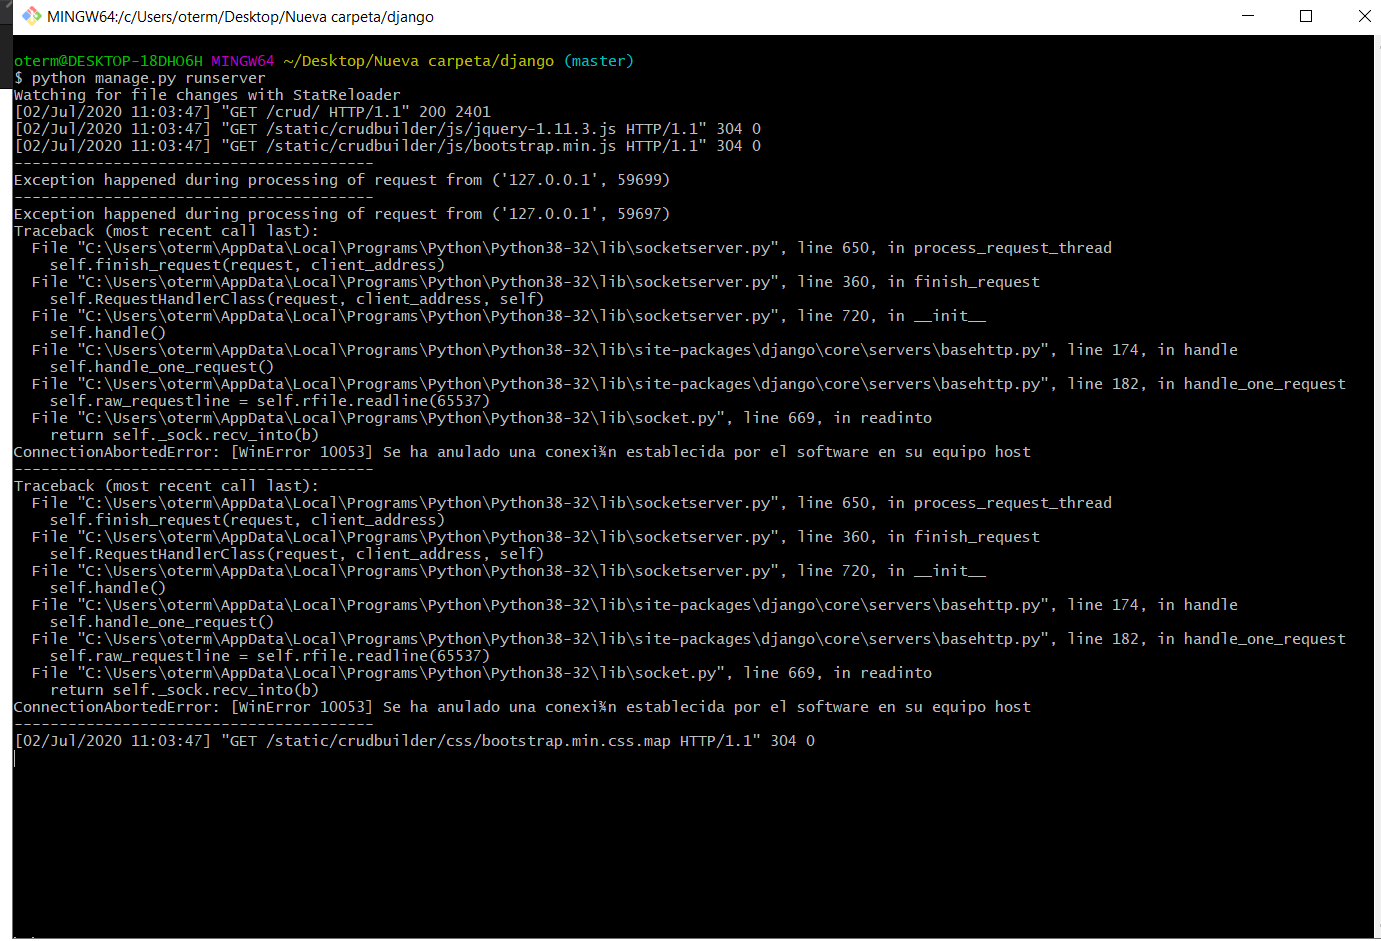 MINGW64:/c/Users/oterm/Desktop/Nueva carpeta/django
oterm@DESKTOP-18DHO6H MINGW64 ~/Desktop/Nueva carpeta/django (master)
$ python manage.py runserver
Watching for file changes with StatReloader
[02/Jul/2020 11:03:47] "GET /crud/ HTTP/1.1" 200 2401
[02/Jul/2020 11:03:47] "GET /static/crudbuilder/js/jquery-1.11.3.js HTTP/1.1" 304 0
[02/Jul/2020 11:03:47] "GET /static/crudbuilder/js/bootstrap.min.js HTTP/1.1" 304 0
----------------------------------------
Exception happened during processing of request from ('127.0.0.1', 59699)
----------------------------------------
Exception happened during processing of request from ('127.0.0.1', 59697)
Traceback (most recent call last):
  File "C:\Users\oterm\AppData\Local\Programs\Python\Python38-32\lib\socketserver.py", line 650, in process_request_thread
    self.finish_request(request, client_address)
  File "C:\Users\oterm\AppData\Local\Programs\Python\Python38-32\lib\socketserver.py", line 360, in finish_request
    self.RequestHandlerClass(request, client_address, self)
  File "C:\Users\oterm\AppData\Local\Programs\Python\Python38-32\lib\socketserver.py", line 720, in __init__
    self.handle()
  File "C:\Users\oterm\AppData\Local\Programs\Python\Python38-32\lib\site-packages\django\core\servers\basehttp.py", line 174, in handle
    self.handle_one_request()
  File "C:\Users\oterm\AppData\Local\Programs\Python\Python38-32\lib\site-packages\django\core\servers\basehttp.py", line 182, in handle_one_request
    self.raw_requestline = self.rfile.readline(65537)
  File "C:\Users\oterm\AppData\Local\Programs\Python\Python38-32\lib\socket.py", line 669, in readinto
    return self._sock.recv_into(b)
ConnectionAbortedError: [WinError 10053] Se ha anulado una conexi¾n establecida por el software en su equipo host
----------------------------------------
Traceback (most recent call last):
  File "C:\Users\oterm\AppData\Local\Programs\Python\Python38-32\lib\socketserver.py", line 650, in process_request_thread
    self.finish_request(request, client_address)
  File "C:\Users\oterm\AppData\Local\Programs\Python\Python38-32\lib\socketserver.py", line 360, in finish_request
    self.RequestHandlerClass(request, client_address, self)
  File "C:\Users\oterm\AppData\Local\Programs\Python\Python38-32\lib\socketserver.py", line 720, in __init__
    self.handle()
  File "C:\Users\oterm\AppData\Local\Programs\Python\Python38-32\lib\site-packages\django\core\servers\basehttp.py", line 174, in handle
    self.handle_one_request()
  File "C:\Users\oterm\AppData\Local\Programs\Python\Python38-32\lib\site-packages\django\core\servers\basehttp.py", line 182, in handle_one_request
    self.raw_requestline = self.rfile.readline(65537)
  File "C:\Users\oterm\AppData\Local\Programs\Python\Python38-32\lib\socket.py", line 669, in readinto
    return self._sock.recv_into(b)
ConnectionAbortedError: [WinError 10053] Se ha anulado una conexi¾n establecida por el software en su equipo host
----------------------------------------
[02/Jul/2020 11:03:47] "GET /static/crudbuilder/css/bootstrap.min.css.map HTTP/1.1" 304 0